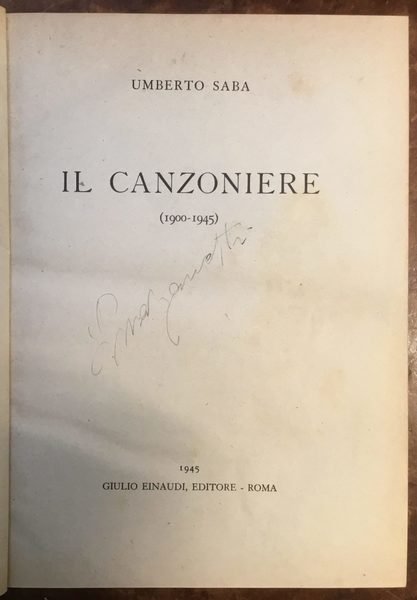 UMBERTO SABA
IL CANZONIERE
(1900-1945)
1945
GIULIO EINAUDI, EDITORE - ROMA